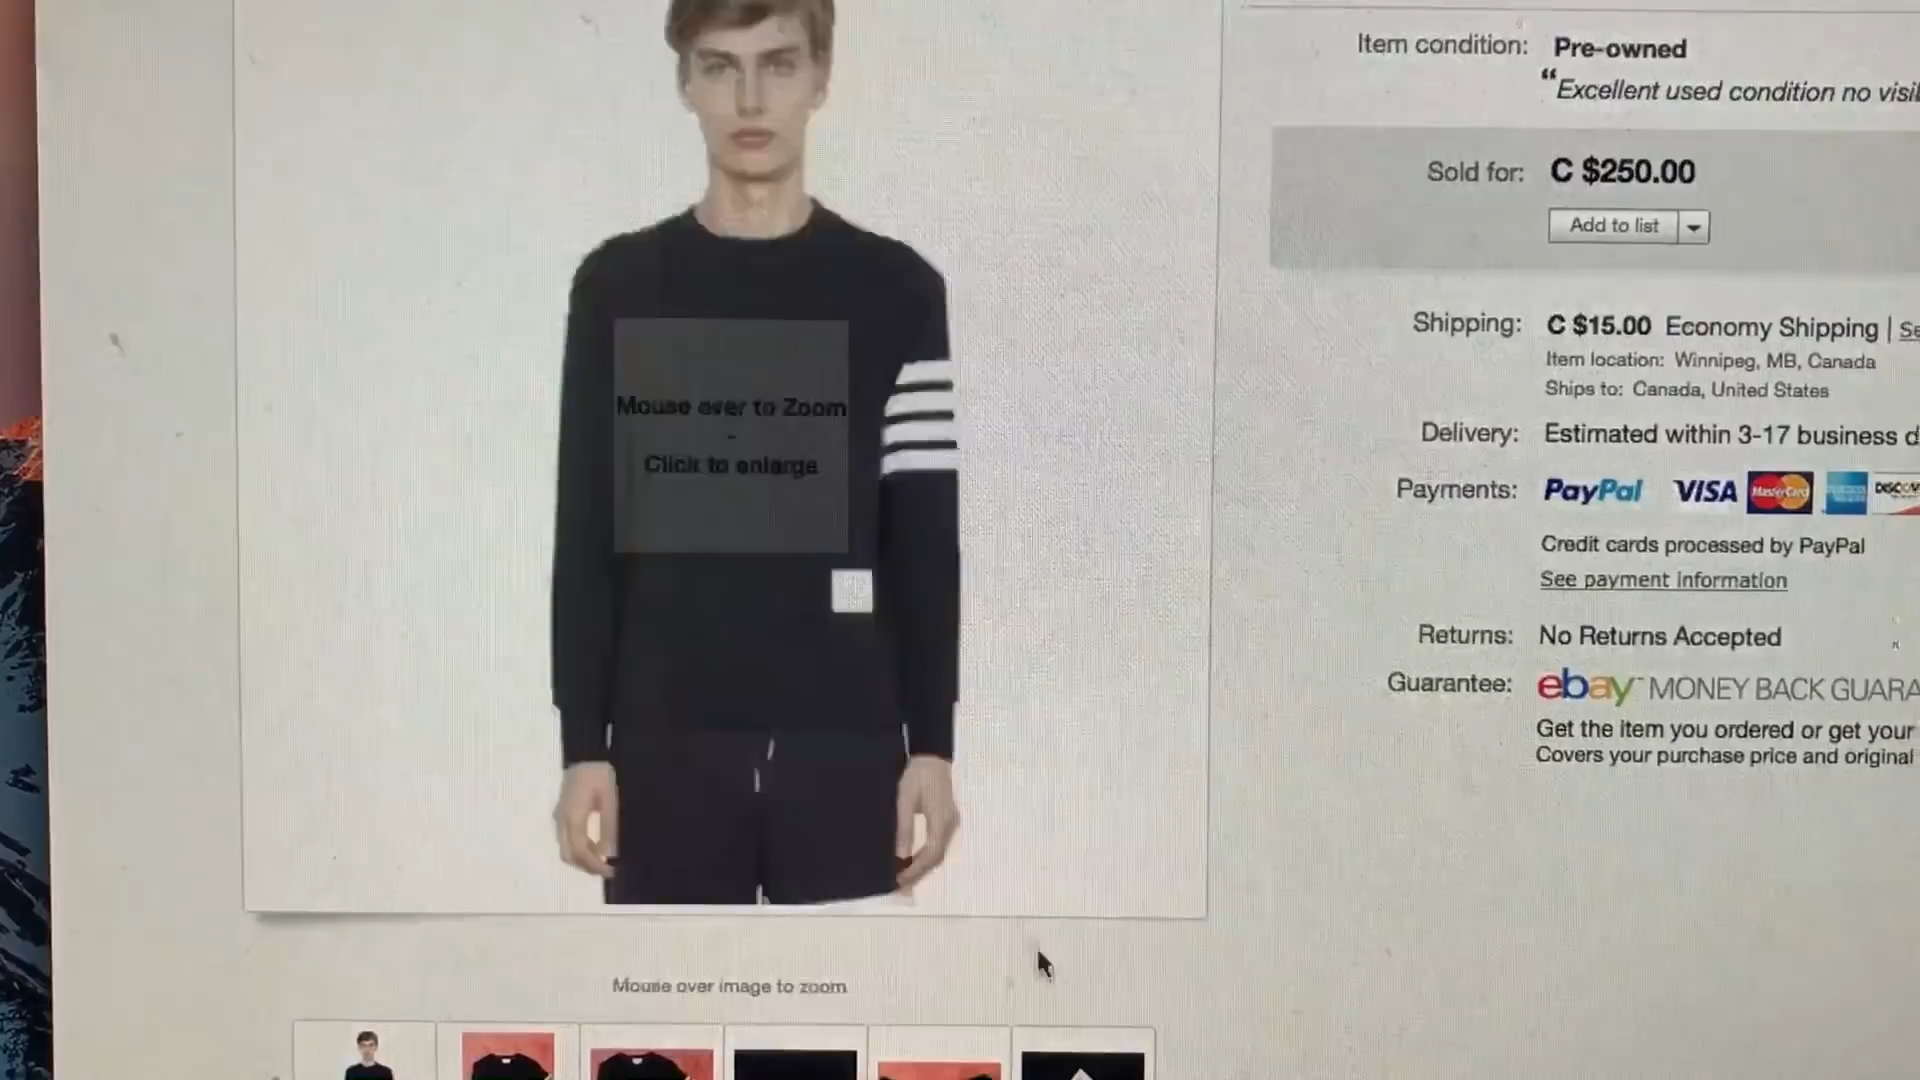 Item condition: Pre-owned
“Excellent used condition no
Sold for: C $250.00
Add to list
Shipping: C $15.00 Economy Shipping |
Item location: Winnipeg, MB, Canada
Ships to: Canada, United States
Delivery: Estimated within 3-17 business
Payments: PayPal VISA MasterCard
Credit cards processed by PayPal
See payment information
Returns: No Returns Accepted
Guarantee: ebay MONEY BACK
Get the item you ordered or get your
Covers your purchase price and original
Mouse over to Zoom
-
Click to enlarge
Mouse over image to zoom